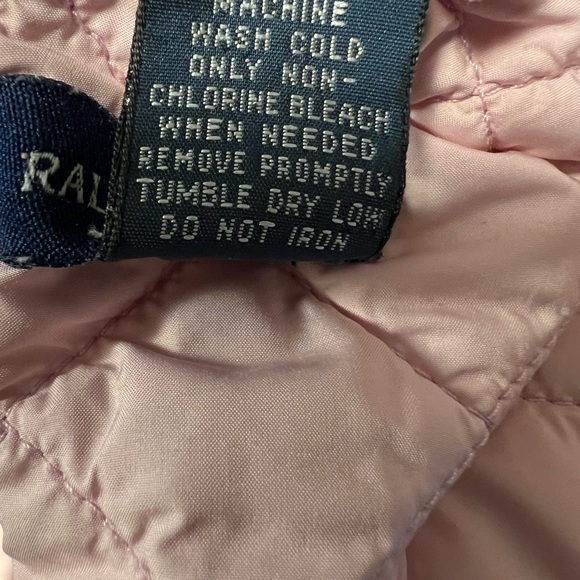 MACHINE
WASH COLD
ONLY NON-
CHLORINE BLEACH
WHEN NEEDED
REMOVE PROMPTLY
TUMBLE DRY LOW
DO NOT IRON
RAL